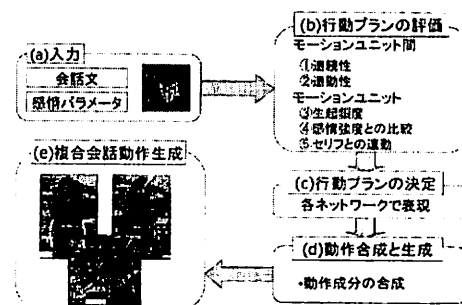 (a)入力
会話文
感情パラメータ
(b)行動プランの評価
モーションユニット間
①連続性
②連動性
モーションユニット
③生起頻度
④感情強度との比較
⑤セリフとの連動
(c)行動プランの決定
各ネットワークで表現
(d)動作合成と生成
•動作成分の合成
(e)複合会話動作生成